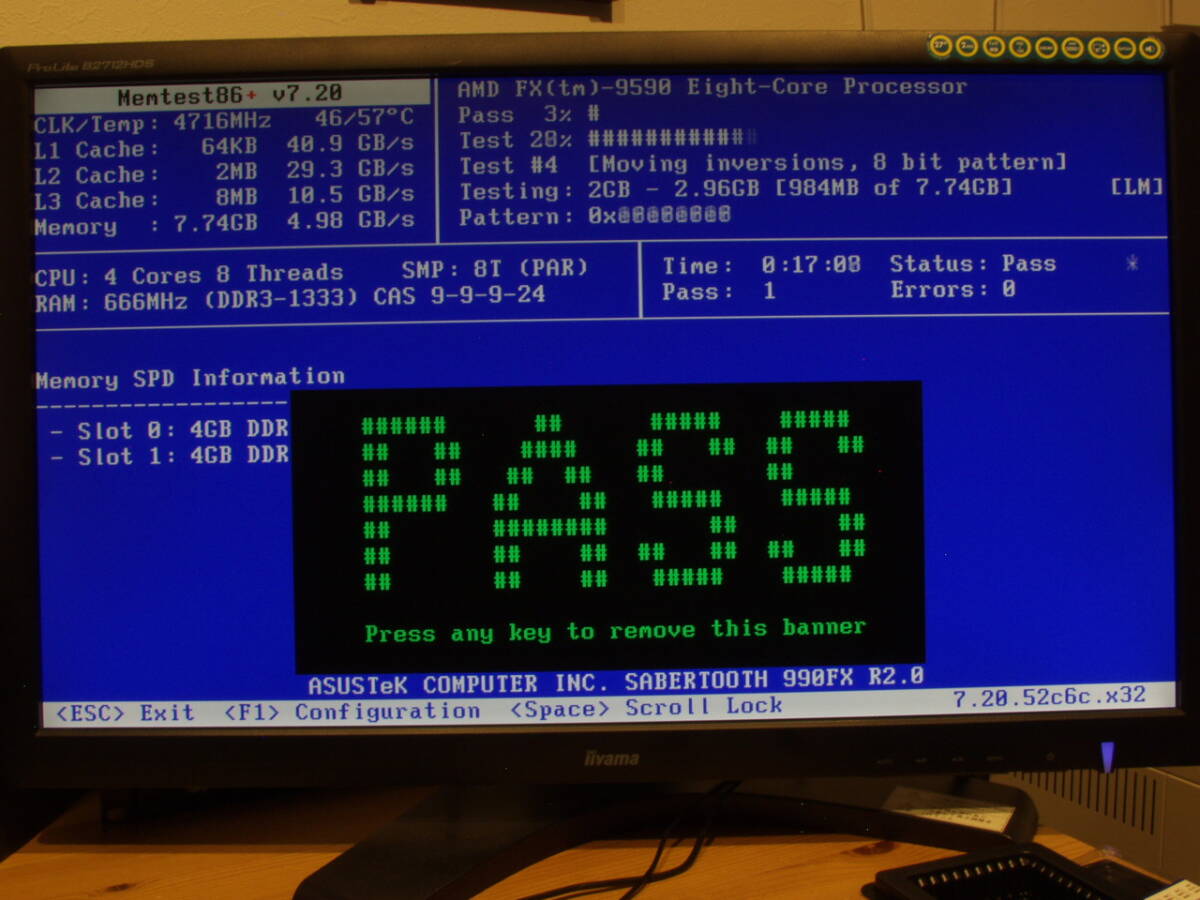 ProLite B2712HDS
Memtest86+ v7.20
CLK/Temp: 4716MHz 46/57°C
L1 Cache: 64KB 40.9 GB/s
L2 Cache: 2MB 29.3 GB/s
L3 Cache: 8MB 10.5 GB/s
Memory : 7.74GB 4.98 GB/s
AMD FX(tm)-9590 Eight-Core Processor
Pass 3% #
Test 28% ############
Test #4 [Moving inversions, 8 bit pattern]
Testing: 2GB - 2.96GB [984MB of 7.74GB] [LM]
Pattern:
CPU: 4 Cores 8 Threads SMP: 8T (PAR)
RAM: 666MHz (DDR3-1333) CAS 9-9-9-24
Time: 0:17:08 Status: Pass *
Pass: 1 Errors: 0
Memory SPD Information
----------------------
- Slot 0: 4GB DDR
- Slot 1: 4GB DDR
PASS
Press any key to remove this banner
ASUSTeK COMPUTER INC. SABERTOOTH 990FX R2.0
<ESC> Exit <F1> Configuration <Space> Scroll Lock 7.20.52c6c.x32
iiyama